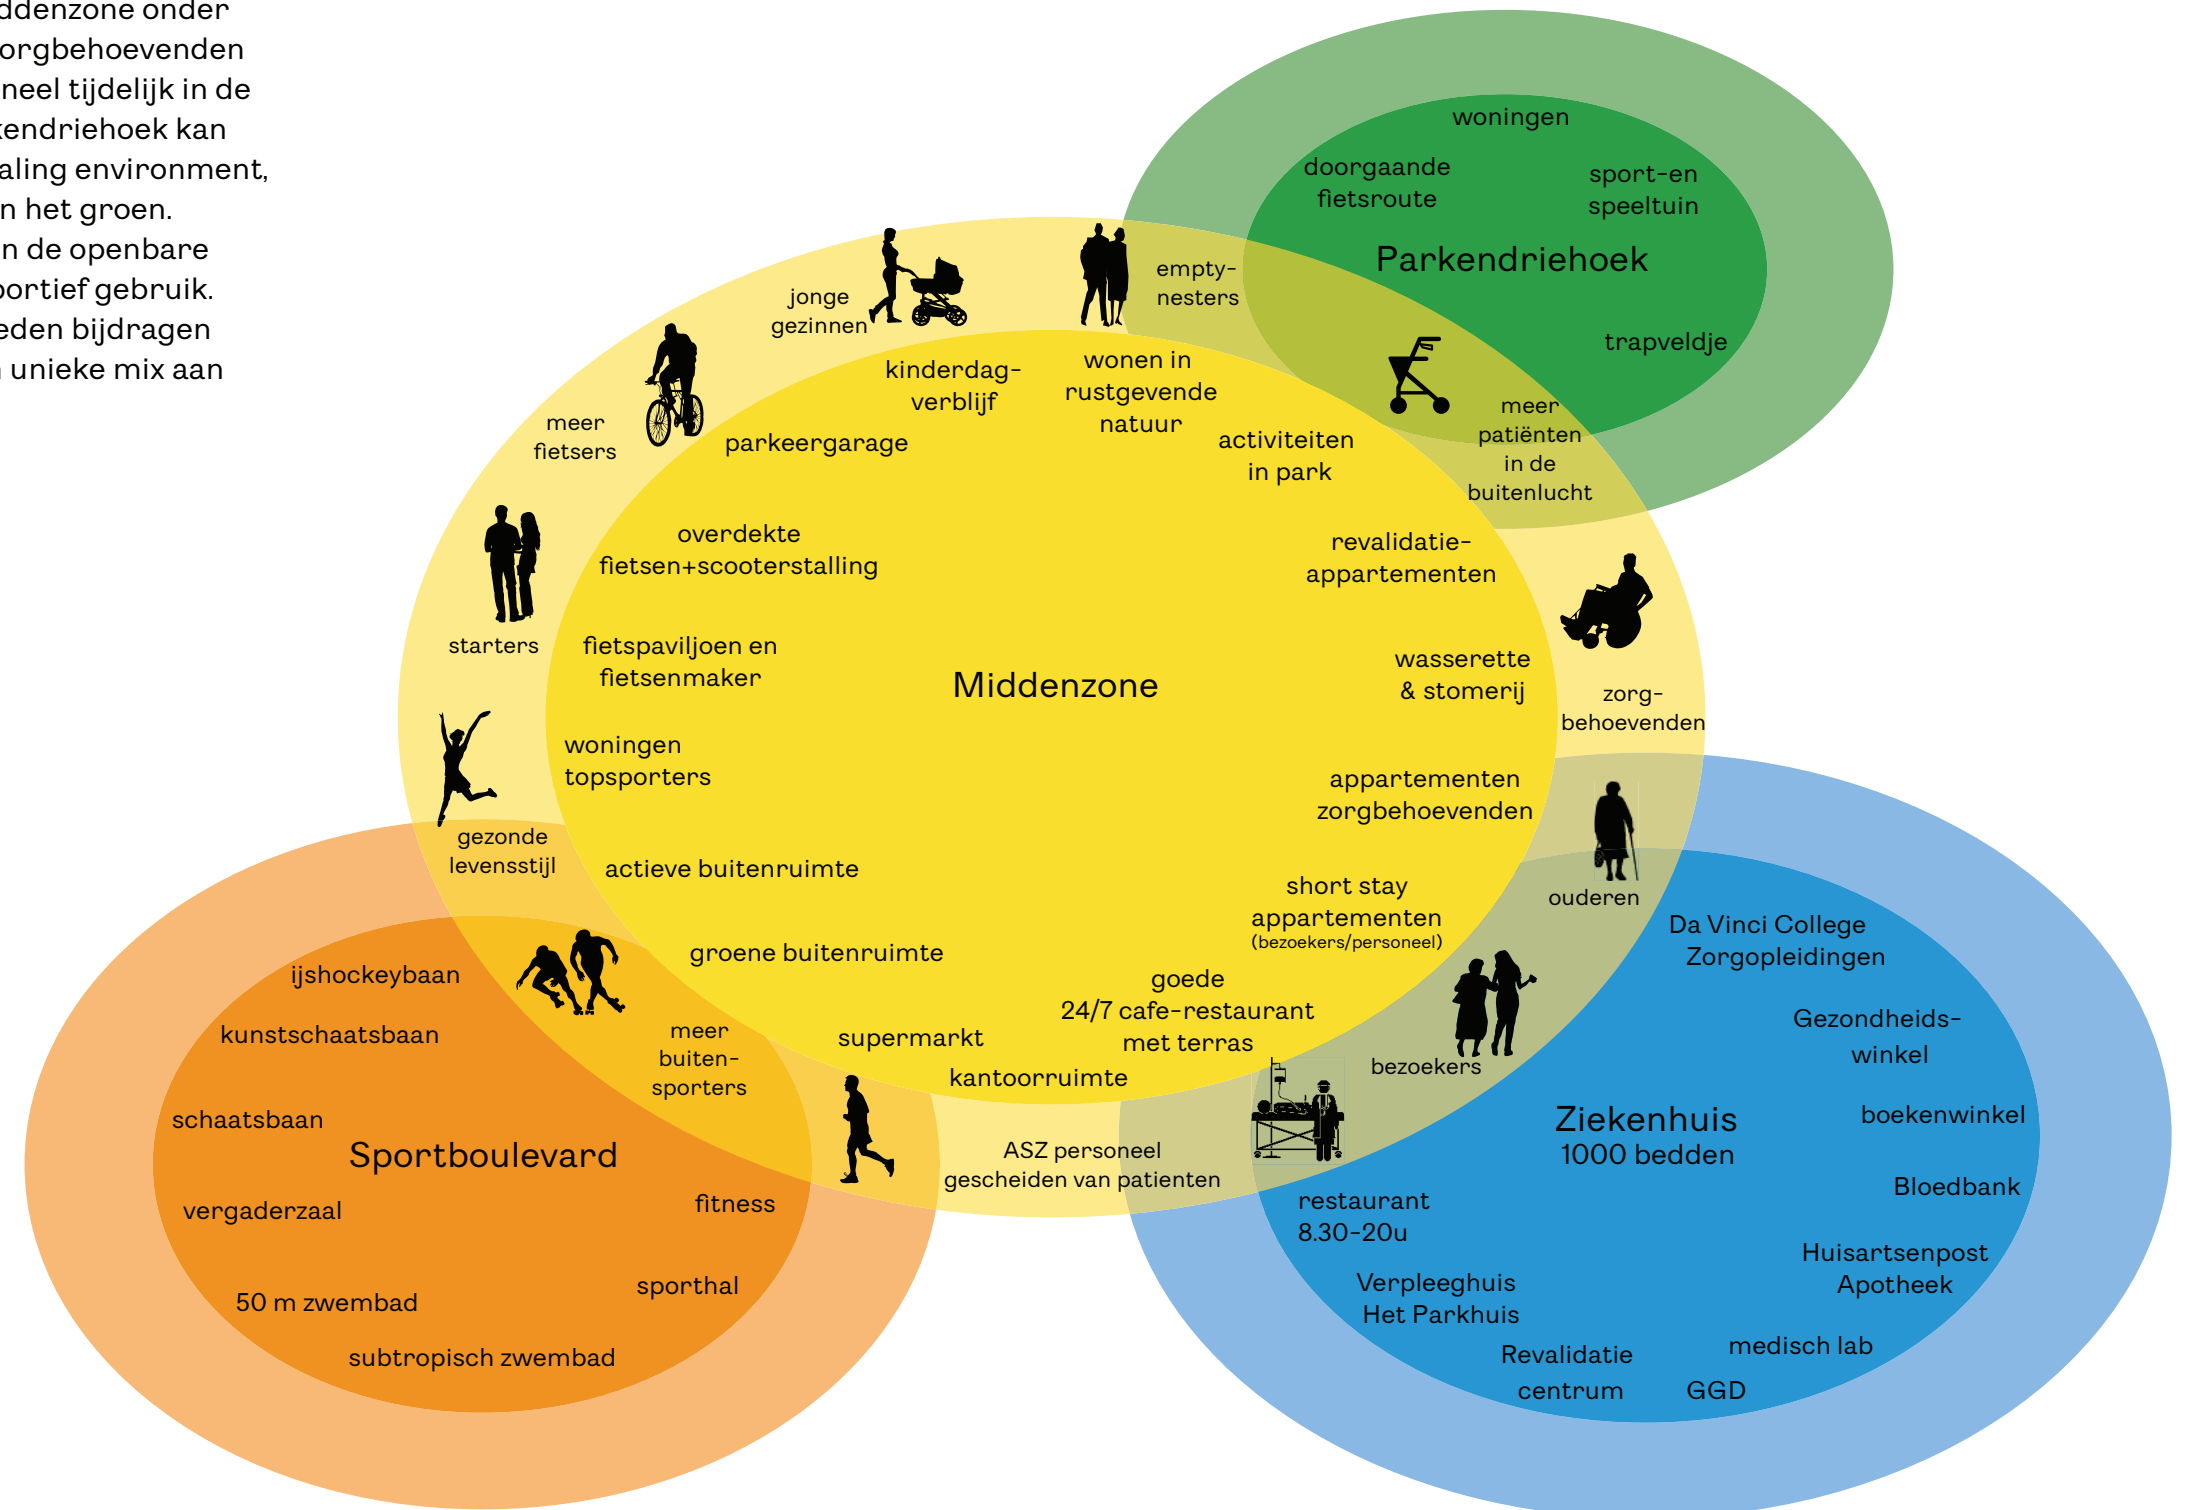 ddenzone onder
orgbehoevenden
neel tijdelijk in de
kendriehoek kan
aling environment,
n het groen.
n de openbare
portief gebruik.
eden bijdragen
unieke mix aan
woningen
doorgaande
fietsroute
sport-en
speeltuin
Parkendriehoek
trapveldje
empty-
nesters
meer
patiënten
in de
buitenlucht
jonge
gezinnen
meer
fietsers
starters
gezonde
levensstijl
kinderdag-
verblijf
wonen in
rustgevende
natuur
parkeergarage
activiteiten
in park
overdekte
fietsen+scooterstalling
revalidatie-
appartementen
fietspaviljoen en
fietsenmaker
Middenzone
wasserette
& stomerij
zorg-
behoevenden
woningen
topsporters
appartementen
zorgbehoevenden
actieve buitenruimte
short stay
appartementen
(bezoekers/personeel)
ouderen
groene buitenruimte
goede
24/7 cafe-restaurant
met terras
supermarkt
kantoorruimte
bezoekers
meer
buiten-
sporters
ASZ personeel
gescheiden van patienten
ijshockeybaan
kunstschaatsbaan
schaatsbaan
Sportboulevard
vergaderzaal
fitness
50 m zwembad
sporthal
subtropisch zwembad
Da Vinci College
Zorgopleidingen
Gezondheids-
winkel
Ziekenhuis
1000 bedden
boekenwinkel
Bloedbank
restaurant
8.30-20u
Huisartsenpost
Apotheek
Verpleeghuis
Het Parkhuis
medisch lab
Revalidatie
centrum
GGD